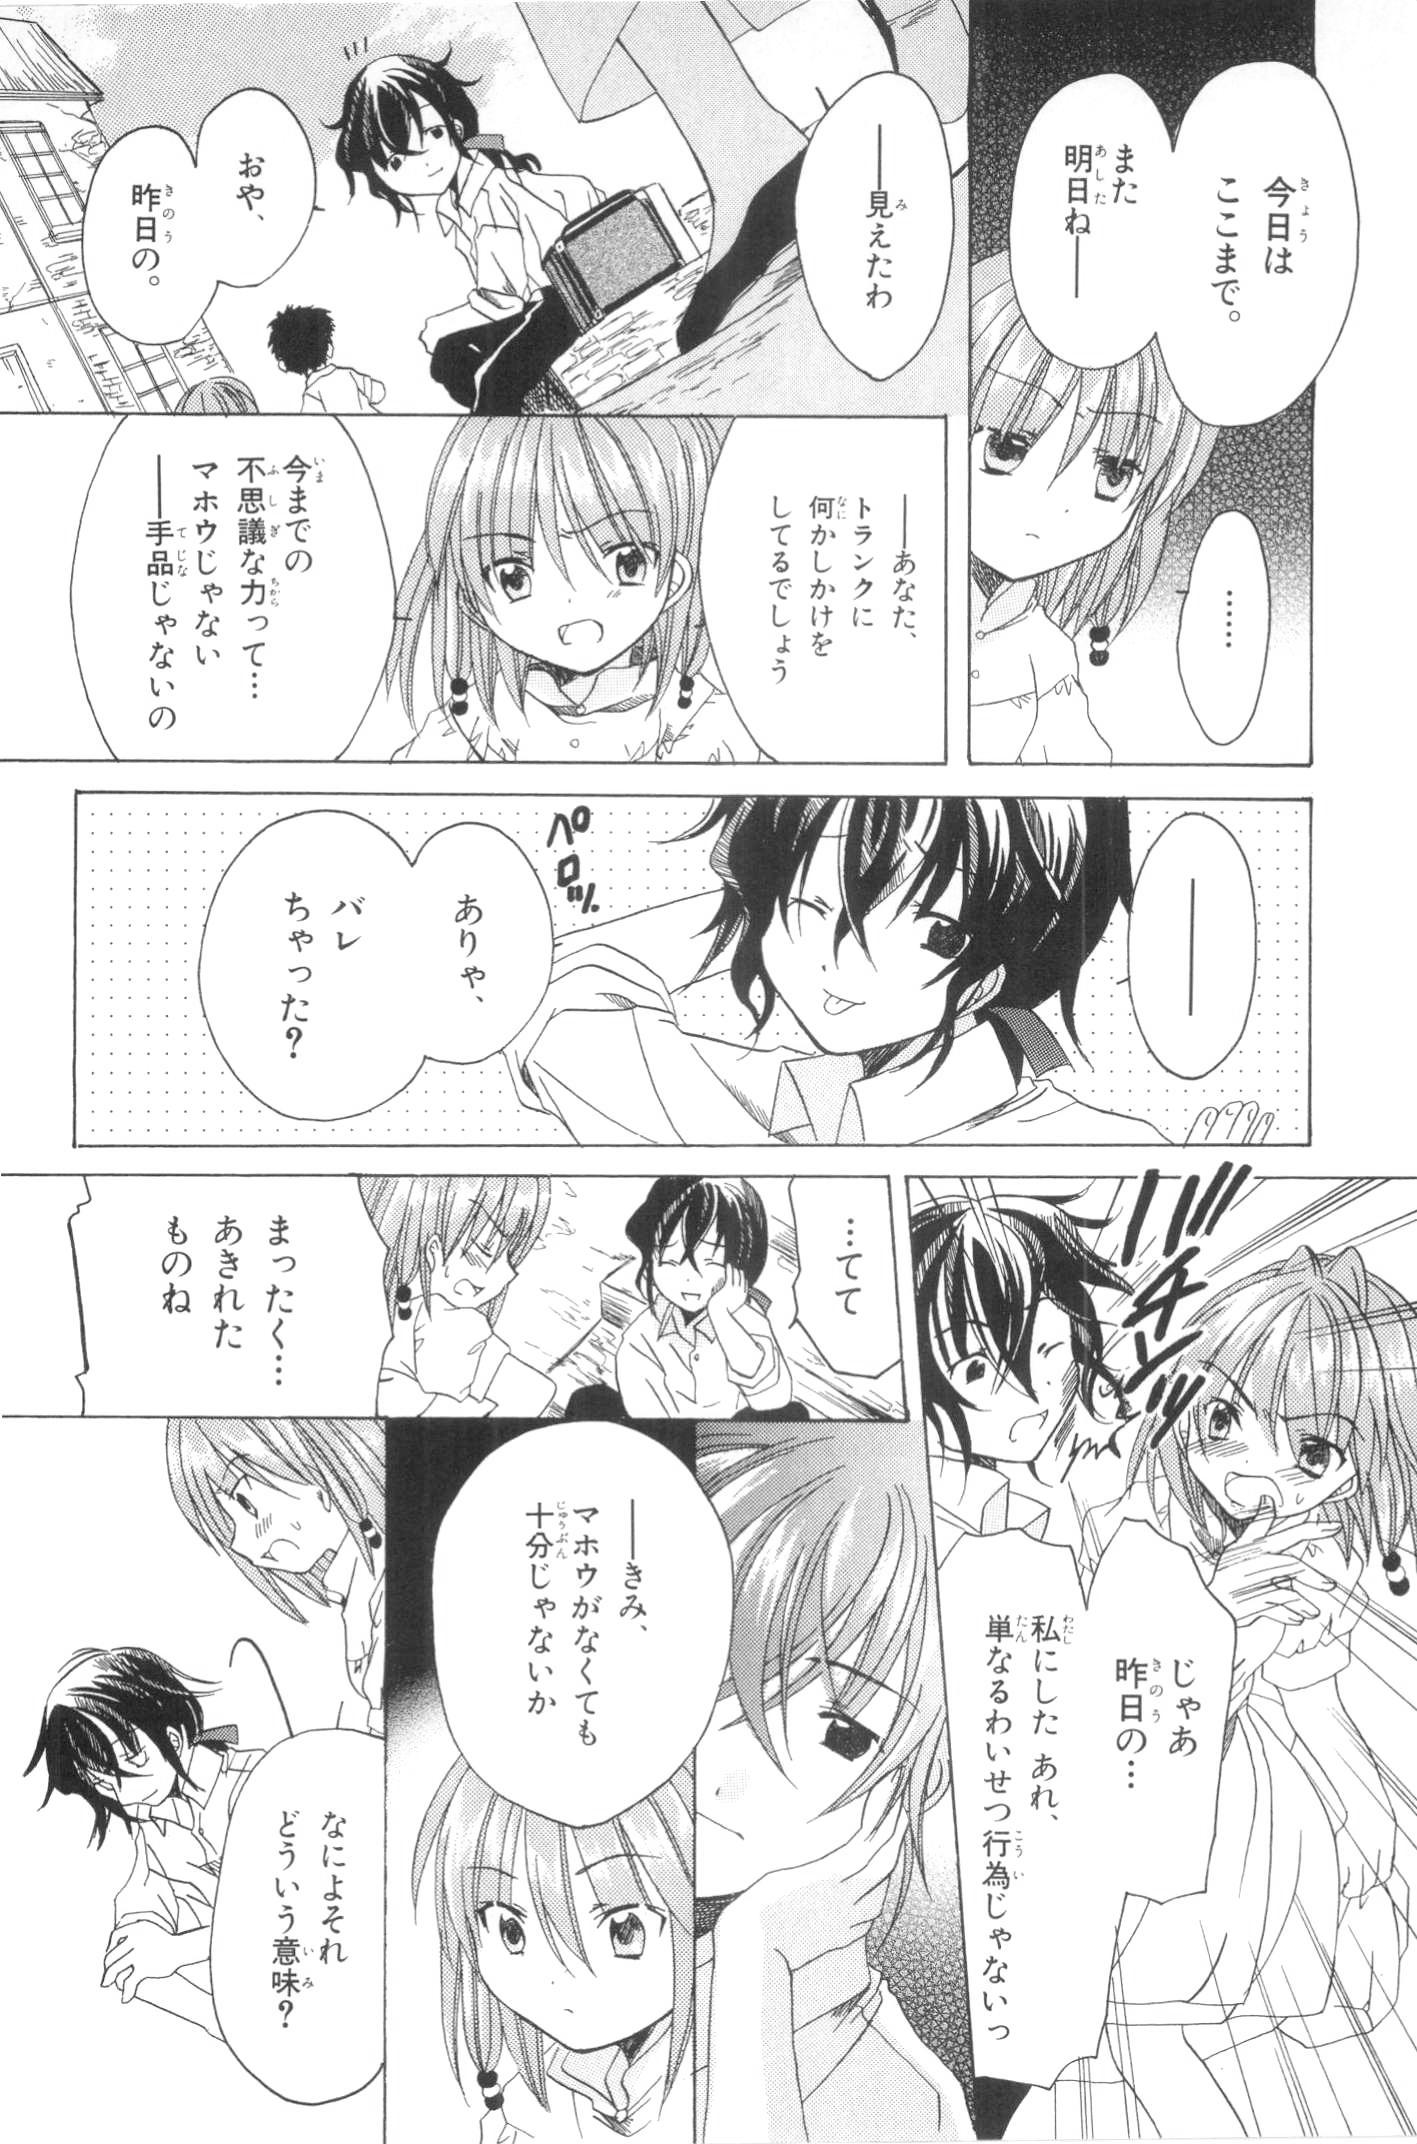 今日は
ここまで。
また
明日ね――
……
――見えたわ
おや、
昨日の。
――あなた、
トランクに
何かしかけを
してるでしょう
今までの
不思議な力って…
マホウじゃない
――手品じゃないの
――
ありゃ、
バレ
ちゃった?
ペロッ
バチンッ
じゃあ
昨日の…
私にした あれ、
単なるわいせつ行為じゃないっ
…てて
まったく…
あきれた
ものね
――きみ、
マホウがなくても
十分じゃないか
なによそれ
どういう意味?